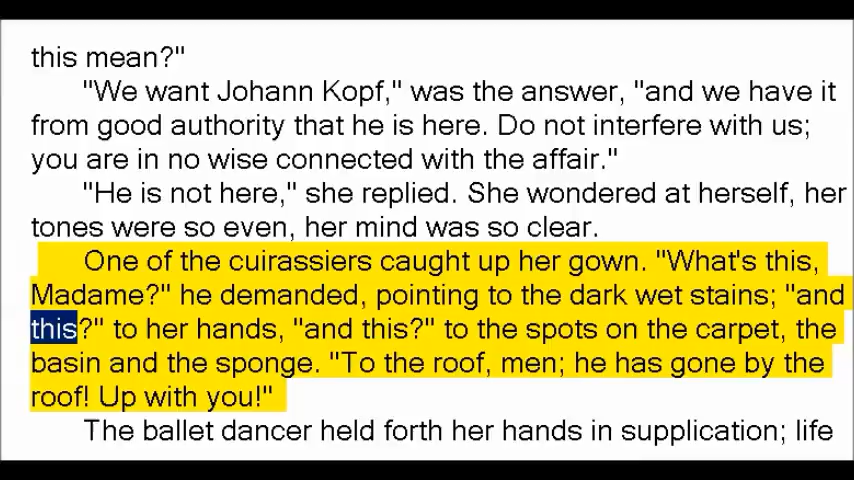 this mean?"
"We want Johann Kopf," was the answer, "and we have it
from good authority that he is here. Do not interfere with us;
you are in no wise connected with the affair."
"He is not here," she replied. She wondered at herself, her
tones were so even, her mind was so clear.
One of the cuirassiers caught up her gown. "What's this,
Madame?" he demanded, pointing to the dark wet stains; "and
this?" to her hands, "and this?" to the spots on the carpet, the
basin and the sponge. "To the roof, men; he has gone by the
roof! Up with you!"
The ballet dancer held forth her hands in supplication; life